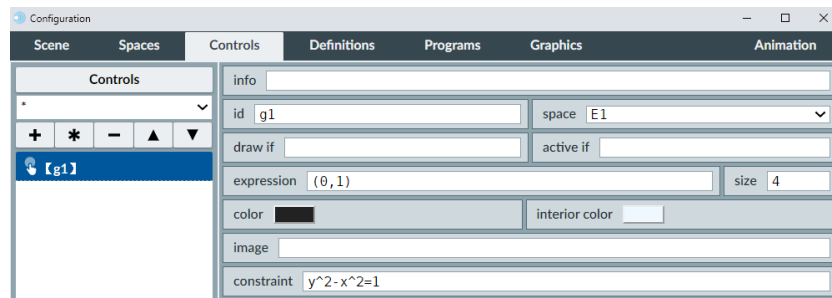 Configuration
Scene Spaces Controls Definitions Programs Graphics Animation
Controls info
*
id g1 space E1
+ * − ▲ ▼
draw if active if
【g1】
expression (0,1) size 4
color interior color
image
constraint y^2-x^2=1